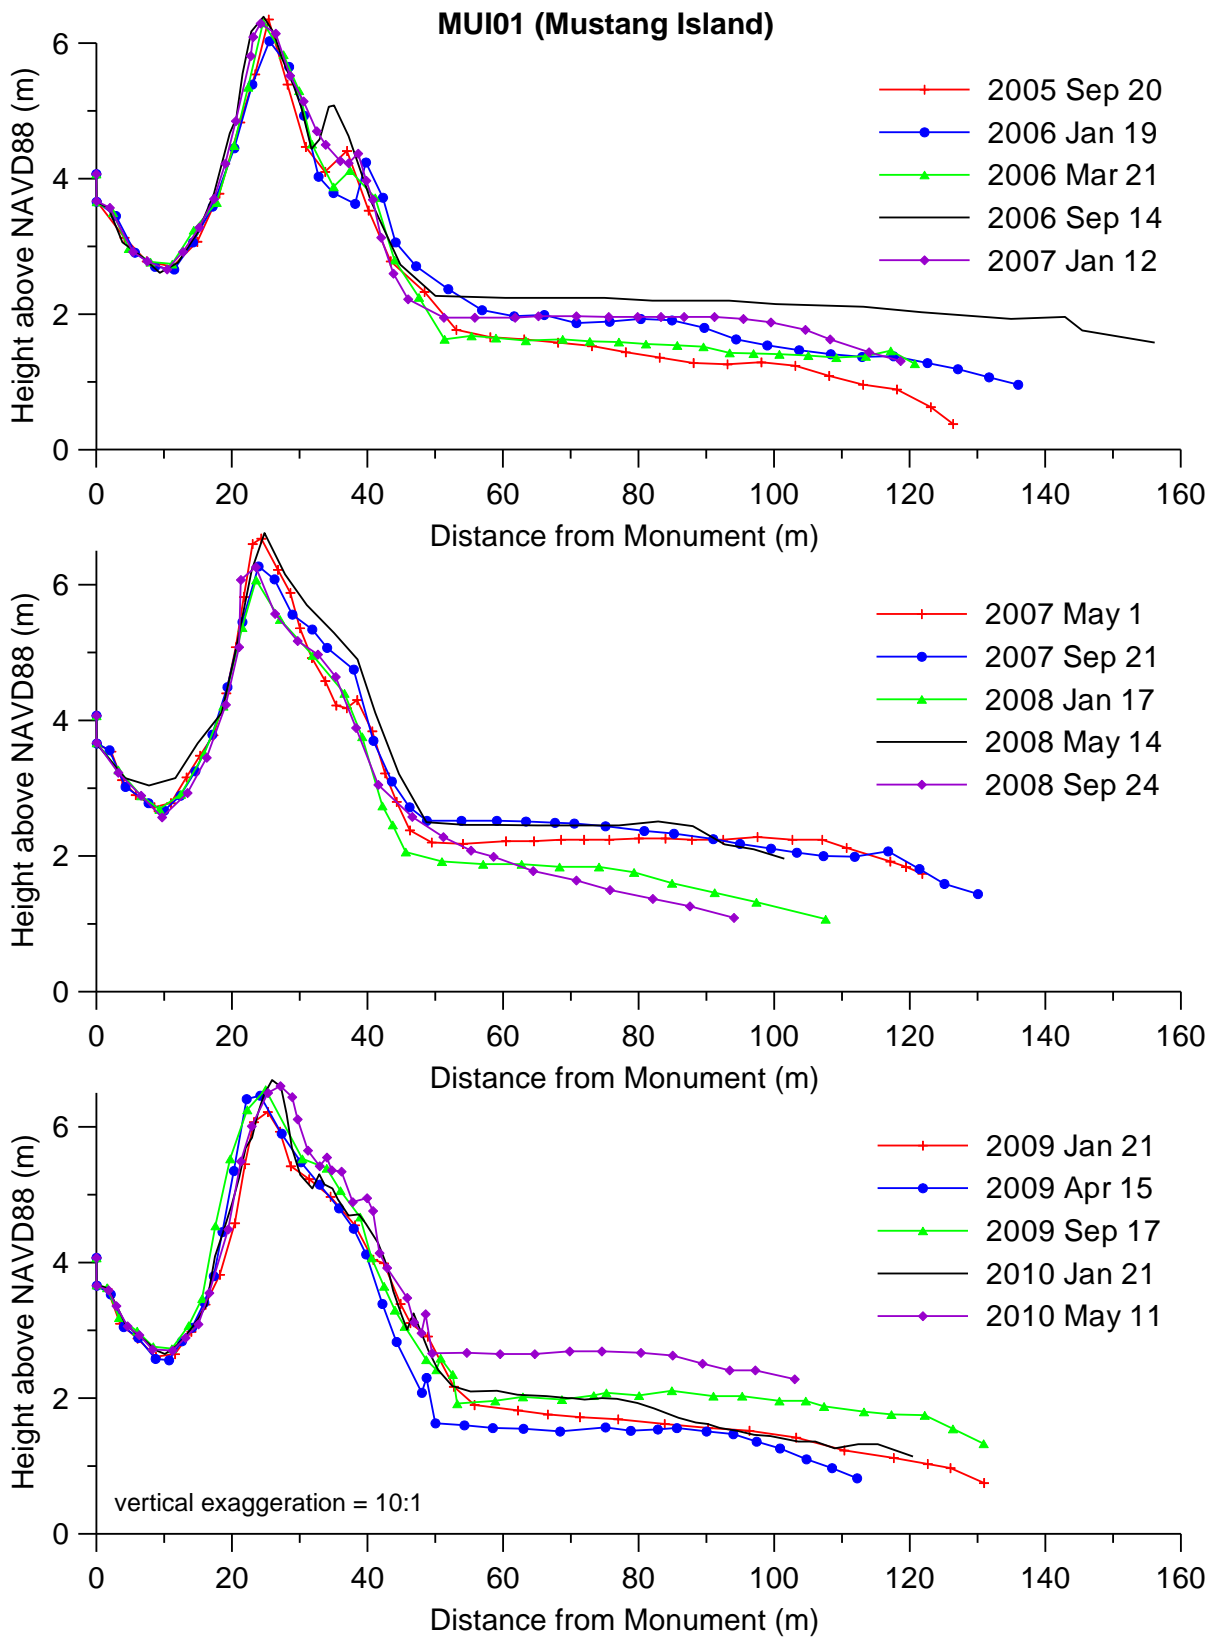 MUI01 (Mustang Island)
Height above NAVD88 (m)
6
4
2
0
2005 Sep 20
2006 Jan 19
2006 Mar 21
2006 Sep 14
2007 Jan 12
0 20 40 60 80 100 120 140 160
Distance from Monument (m)
Height above NAVD88 (m)
6
4
2
0
2007 May 1
2007 Sep 21
2008 Jan 17
2008 May 14
2008 Sep 24
0 20 40 60 80 100 120 140 160
Distance from Monument (m)
Height above NAVD88 (m)
6
4
2
0
2009 Jan 21
2009 Apr 15
2009 Sep 17
2010 Jan 21
2010 May 11
vertical exaggeration = 10:1
0 20 40 60 80 100 120 140 160
Distance from Monument (m)